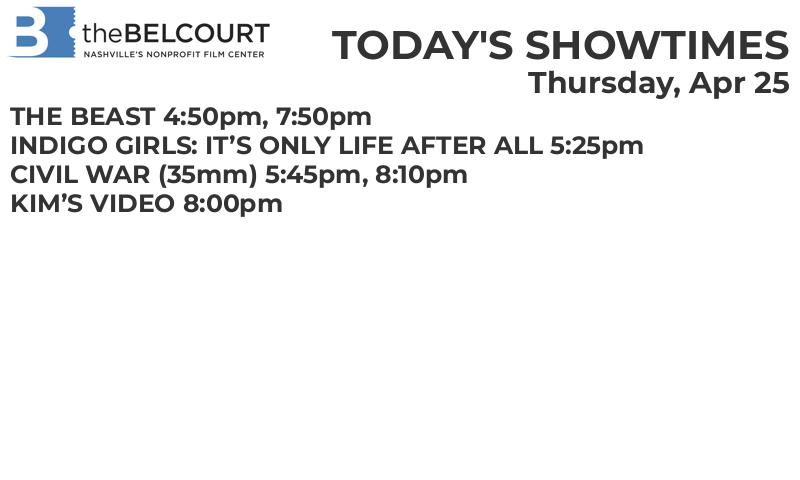 B theBELCOURT
NASHVILLE'S NONPROFIT FILM CENTER
TODAY'S SHOWTIMES
Thursday, Apr 25
THE BEAST 4:50pm, 7:50pm
INDIGO GIRLS: IT’S ONLY LIFE AFTER ALL 5:25pm
CIVIL WAR (35mm) 5:45pm, 8:10pm
KIM’S VIDEO 8:00pm